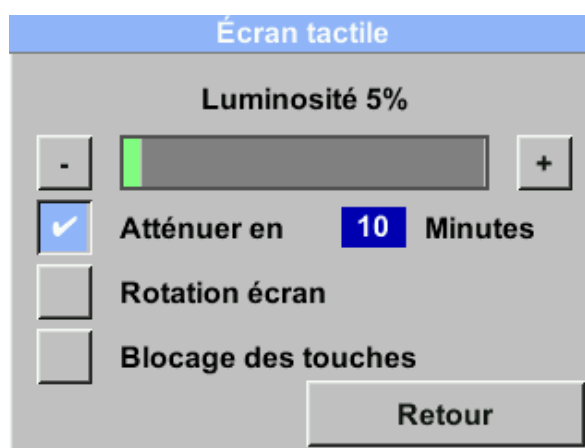 Écran tactile
Luminosité 5%
- +
Atténuer en 10 Minutes
Rotation écran
Blocage des touches
Retour